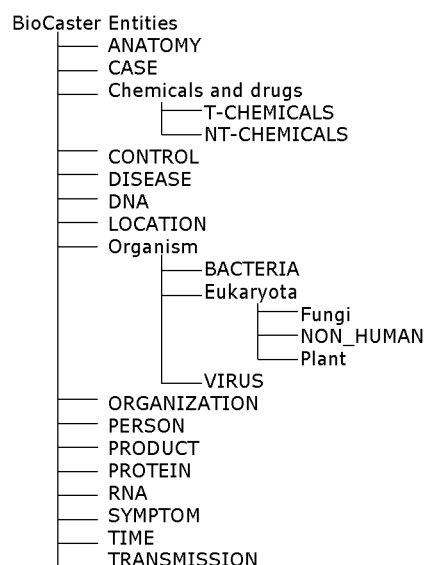 BioCaster Entities
ANATOMY
CASE
Chemicals and drugs
T-CHEMICALS
NT-CHEMICALS
CONTROL
DISEASE
DNA
LOCATION
Organism
BACTERIA
Eukaryota
Fungi
NON_HUMAN
Plant
VIRUS
ORGANIZATION
PERSON
PRODUCT
PROTEIN
RNA
SYMPTOM
TIME
TRANSMISSION